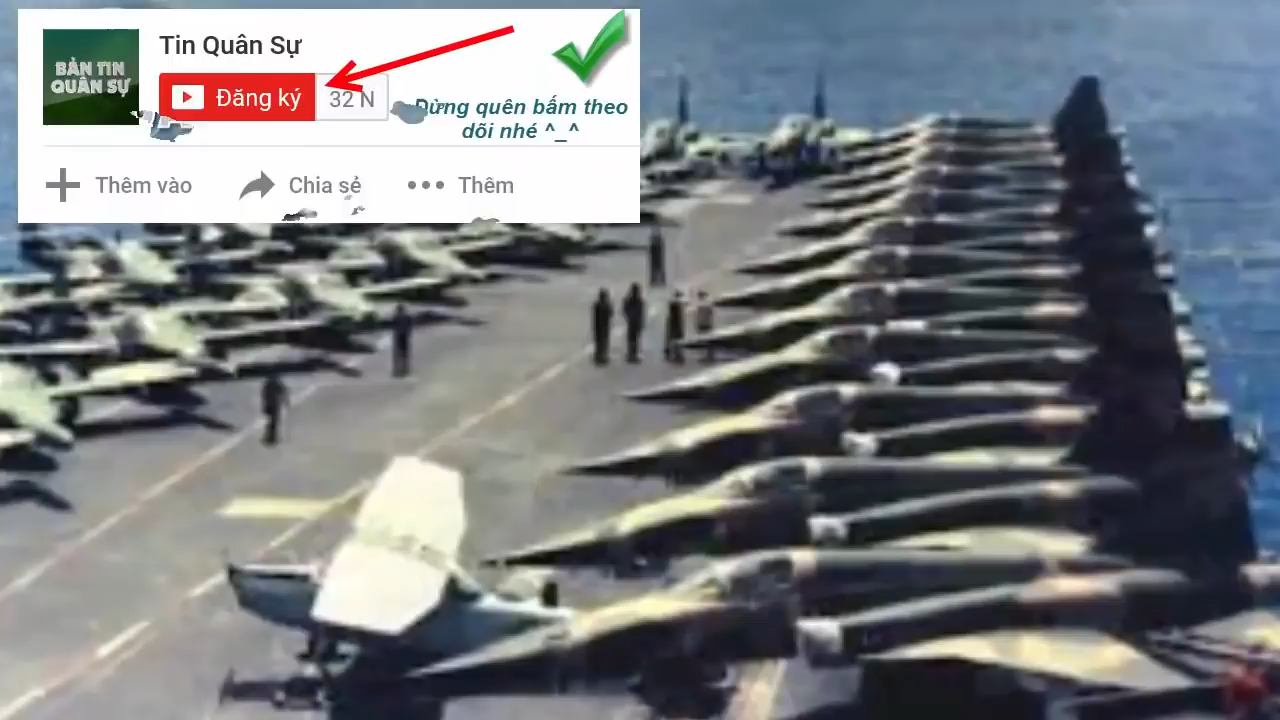 Tin Quân Sự
BẢN TIN
QUÂN SỰ
Đăng ký
32 N
Đừng quên bấm theo
dõi nhé ^_^
Thêm vào
Chia sẻ
Thêm